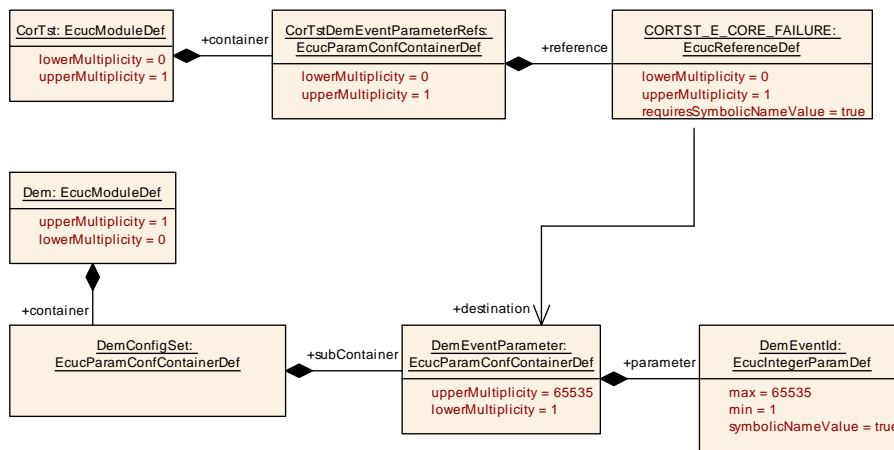 CorTst: EcucModuleDef
lowerMultiplicity = 0
upperMultiplicity = 1
+container
CorTstDemEventParameterRefs:
EcucParamConfContainerDef
lowerMultiplicity = 0
upperMultiplicity = 1
+reference
CORTST_E_CORE_FAILURE:
EcucReferenceDef
lowerMultiplicity = 0
upperMultiplicity = 1
requiresSymbolicNameValue = true
Dem: EcucModuleDef
upperMultiplicity = 1
lowerMultiplicity = 0
+container
+destination
DemConfigSet:
EcucParamConfContainerDef
+subContainer
DemEventParameter:
EcucParamConfContainerDef
upperMultiplicity = 65535
lowerMultiplicity = 1
+parameter
DemEventId:
EcucIntegerParamDef
max = 65535
min = 1
symbolicNameValue = true